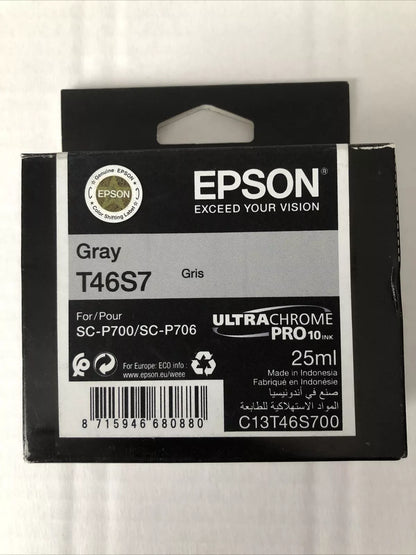 Genuine EPSON
EPSON
Color Shifting Label
EPSON®
EXCEED YOUR VISION
Gray
T46S7
Gris
For/Pour
SC-P700/SC-P706
ULTRACHROME
PRO10 INK
25ml
For Europe: ECO info :
www.epson.eu/weee
Made in Indonesia
Fabriqué en Indonésie
صنع في أندونيسيا
المواد الاستهلاكية للطابعة
C13T46S700
8 715946 680880